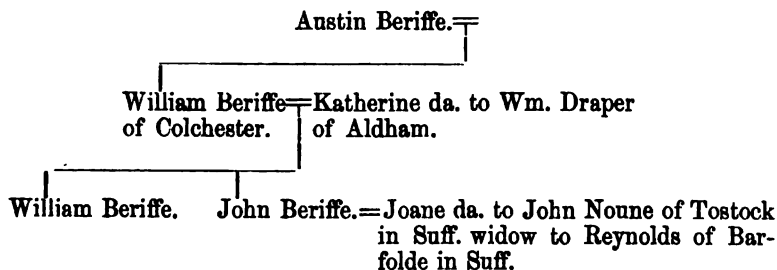 Austin Beriffe.=
William Beriffe=Katherine da. to Wm. Draper
of Colchester. of Aldham.
William Beriffe. John Beriffe.=Joane da. to John Noune of Tostock
in Suff. widow to Reynolds of Bar-
folde in Suff.